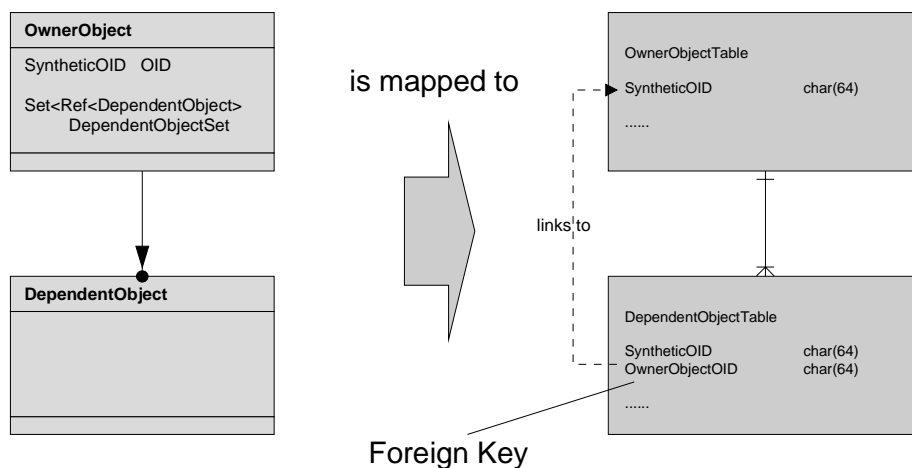 OwnerObject
SyntheticOID OID
Set<Ref<DependentObject>
DependentObjectSet
DependentObject
is mapped to
OwnerObjectTable
SyntheticOID char(64)
......
links to
DependentObjectTable
SyntheticOID char(64)
OwnerObjectOID char(64)
......
Foreign Key